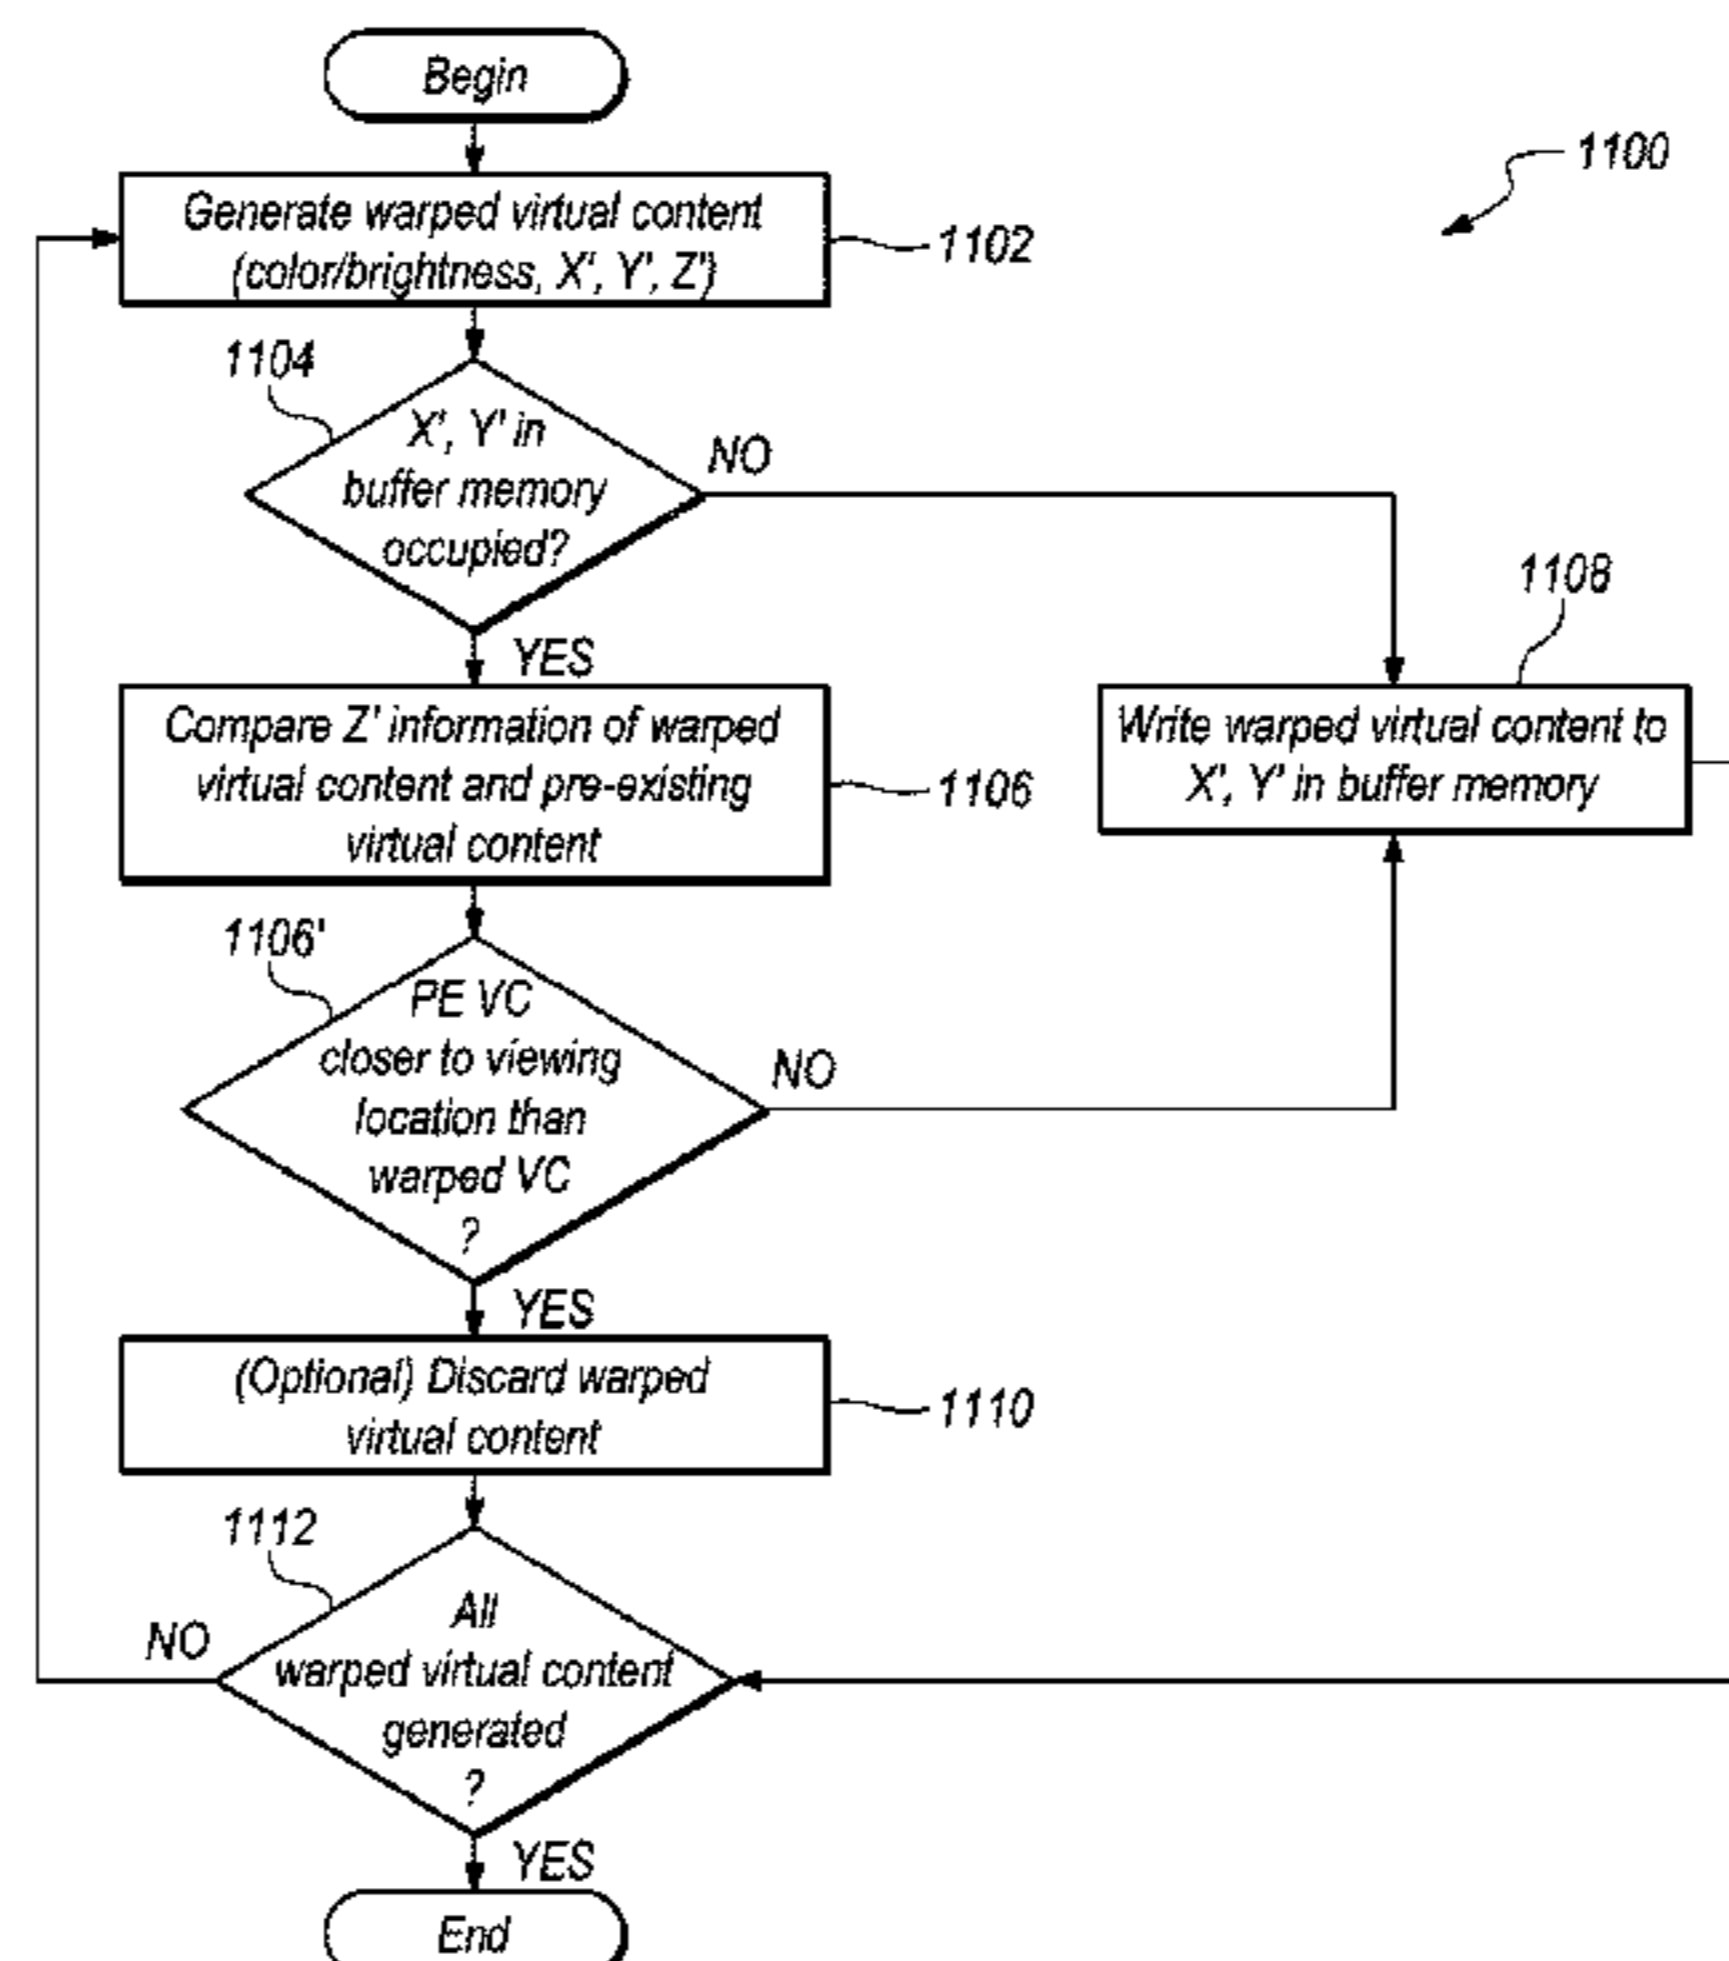 Begin
1100
Generate warped virtual content
(color/brightness, X', Y', Z')
1102
1104
X', Y' in
buffer memory
occupied?
NO
YES
1108
Write warped virtual content to
X', Y' in buffer memory
Compare Z' information of warped
virtual content and pre-existing
virtual content
1106
1106'
PE VC
closer to viewing
location than
warped VC
?
NO
YES
(Optional) Discard warped
virtual content
1110
1112
All
warped virtual content
generated
?
NO
YES
End